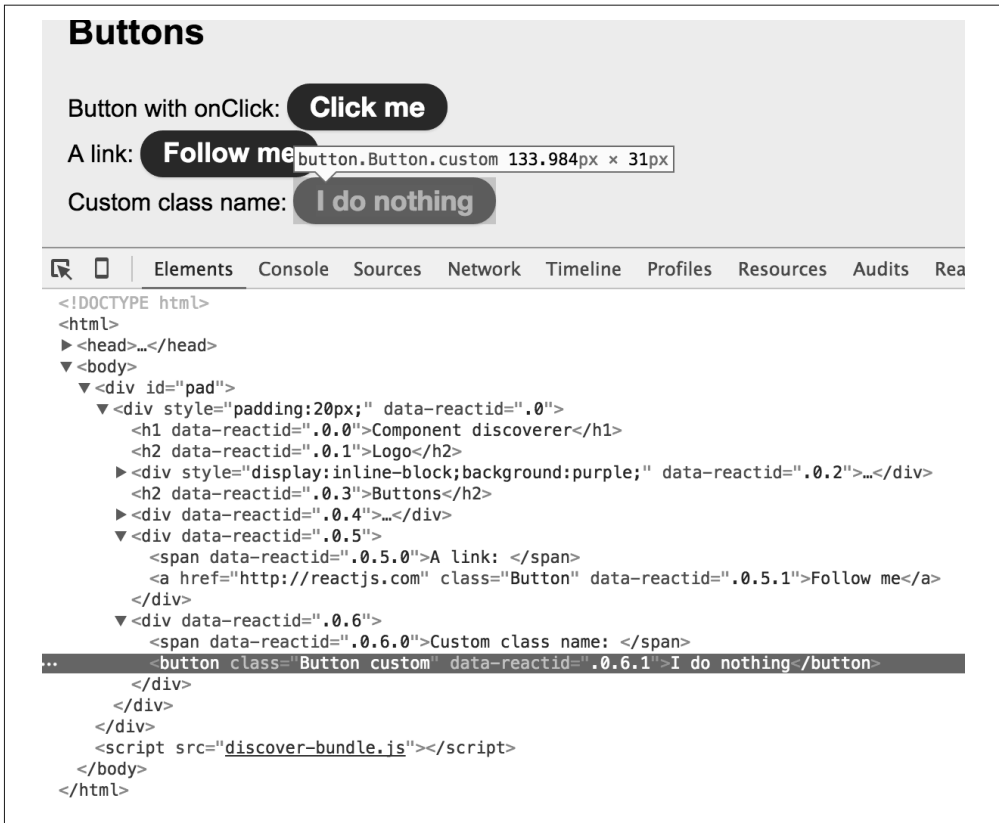 Buttons
Button with onClick: Click me
A link: Follow me
button.Button.custom 133.984px × 31px
Custom class name: I do nothing
Elements Console Sources Network Timeline Profiles Resources Audits Rea
<!DOCTYPE html>
<html>
▶<head>…</head>
▼<body>
▼<div id="pad">
▼<div style="padding:20px;" data-reactid=".0">
<h1 data-reactid=".0.0">Component discoverer</h1>
<h2 data-reactid=".0.1">Logo</h2>
▶<div style="display:inline-block;background:purple;" data-reactid=".0.2">…</div>
<h2 data-reactid=".0.3">Buttons</h2>
▶<div data-reactid=".0.4">…</div>
▼<div data-reactid=".0.5">
<span data-reactid=".0.5.0">A link: </span>
<a href="http://reactjs.com" class="Button" data-reactid=".0.5.1">Follow me</a>
</div>
▼<div data-reactid=".0.6">
<span data-reactid=".0.6.0">Custom class name: </span>
…<button class="Button custom" data-reactid=".0.6.1">I do nothing</button>
</div>
</div>
</div>
<script src="discover-bundle.js"></script>
</body>
</html>